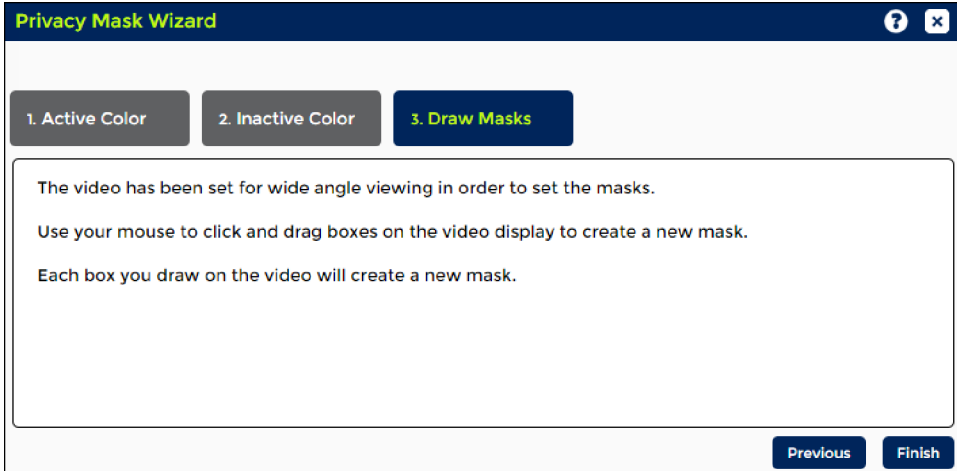 Privacy Mask Wizard
?
1. Active Color
2. Inactive Color
3. Draw Masks
The video has been set for wide angle viewing in order to set the masks.
Use your mouse to click and drag boxes on the video display to create a new mask.
Each box you draw on the video will create a new mask.
Previous
Finish